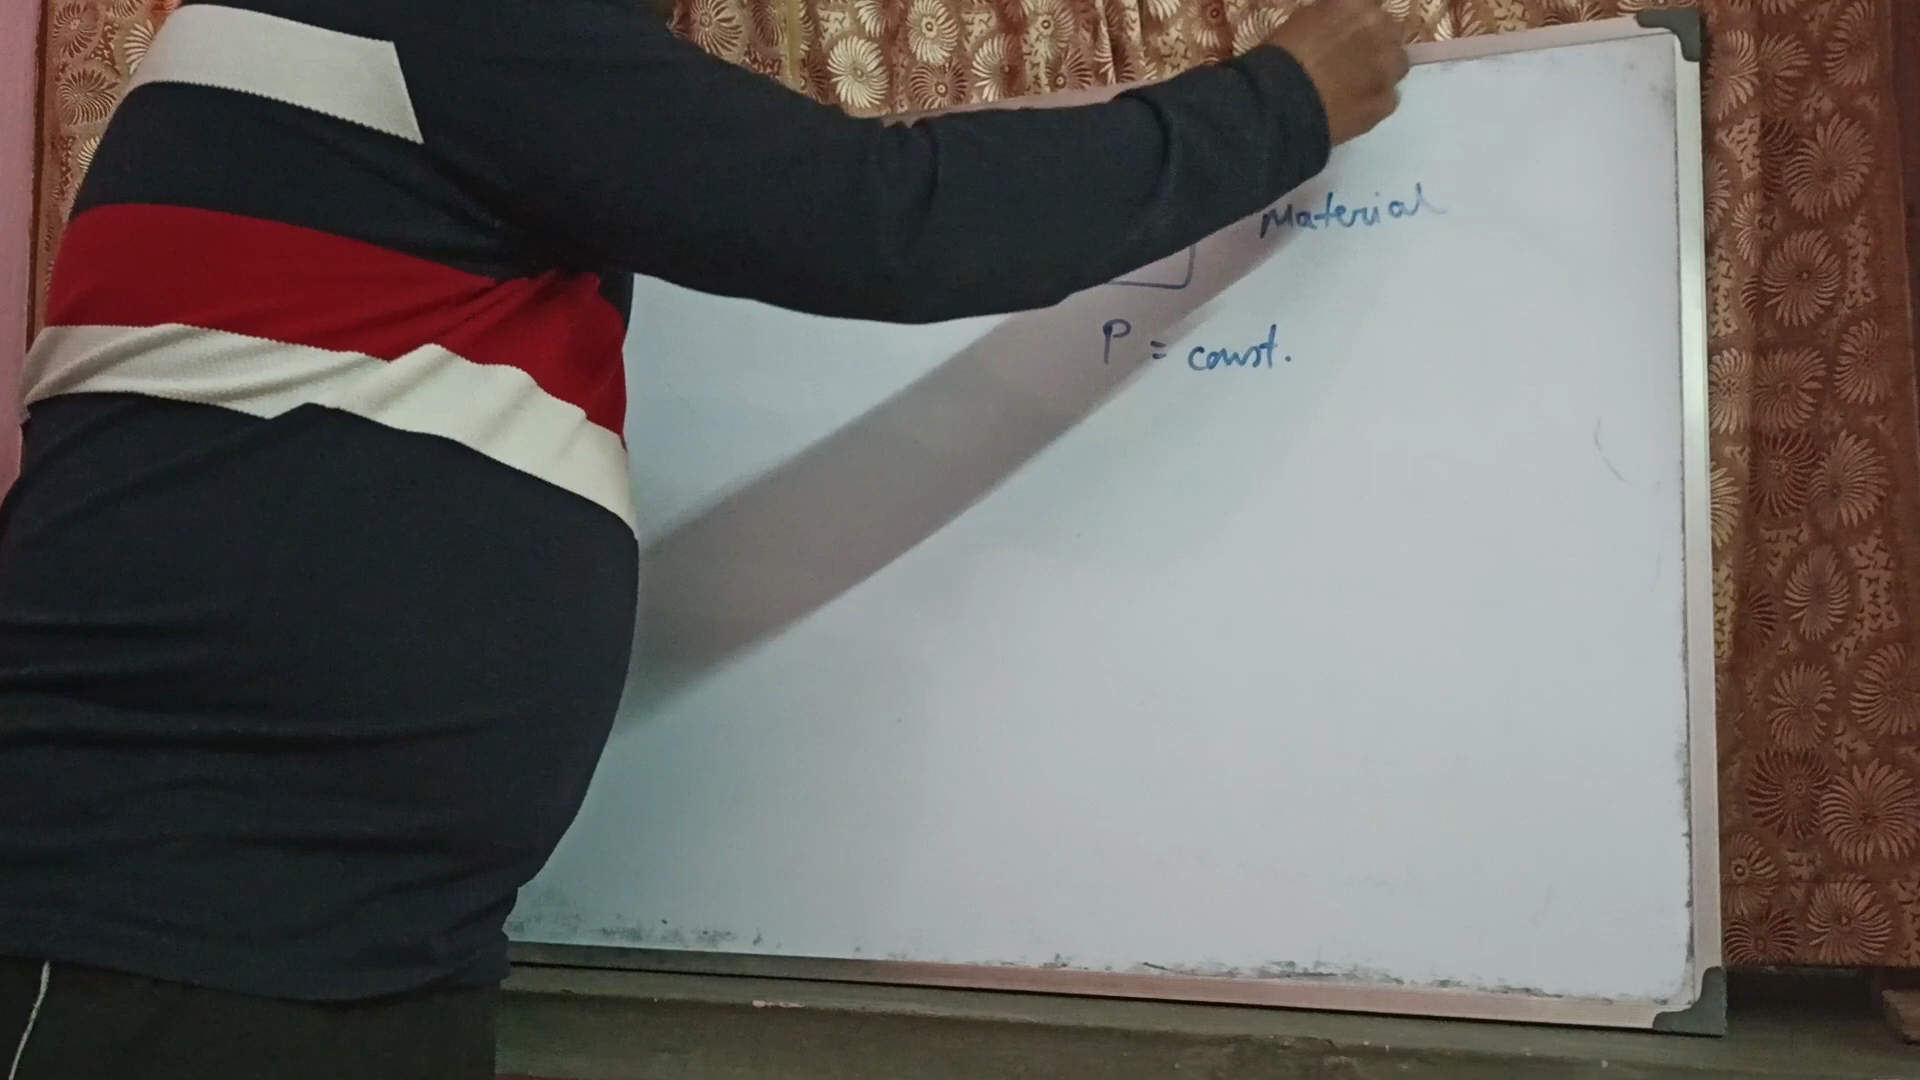 Material
P = const.